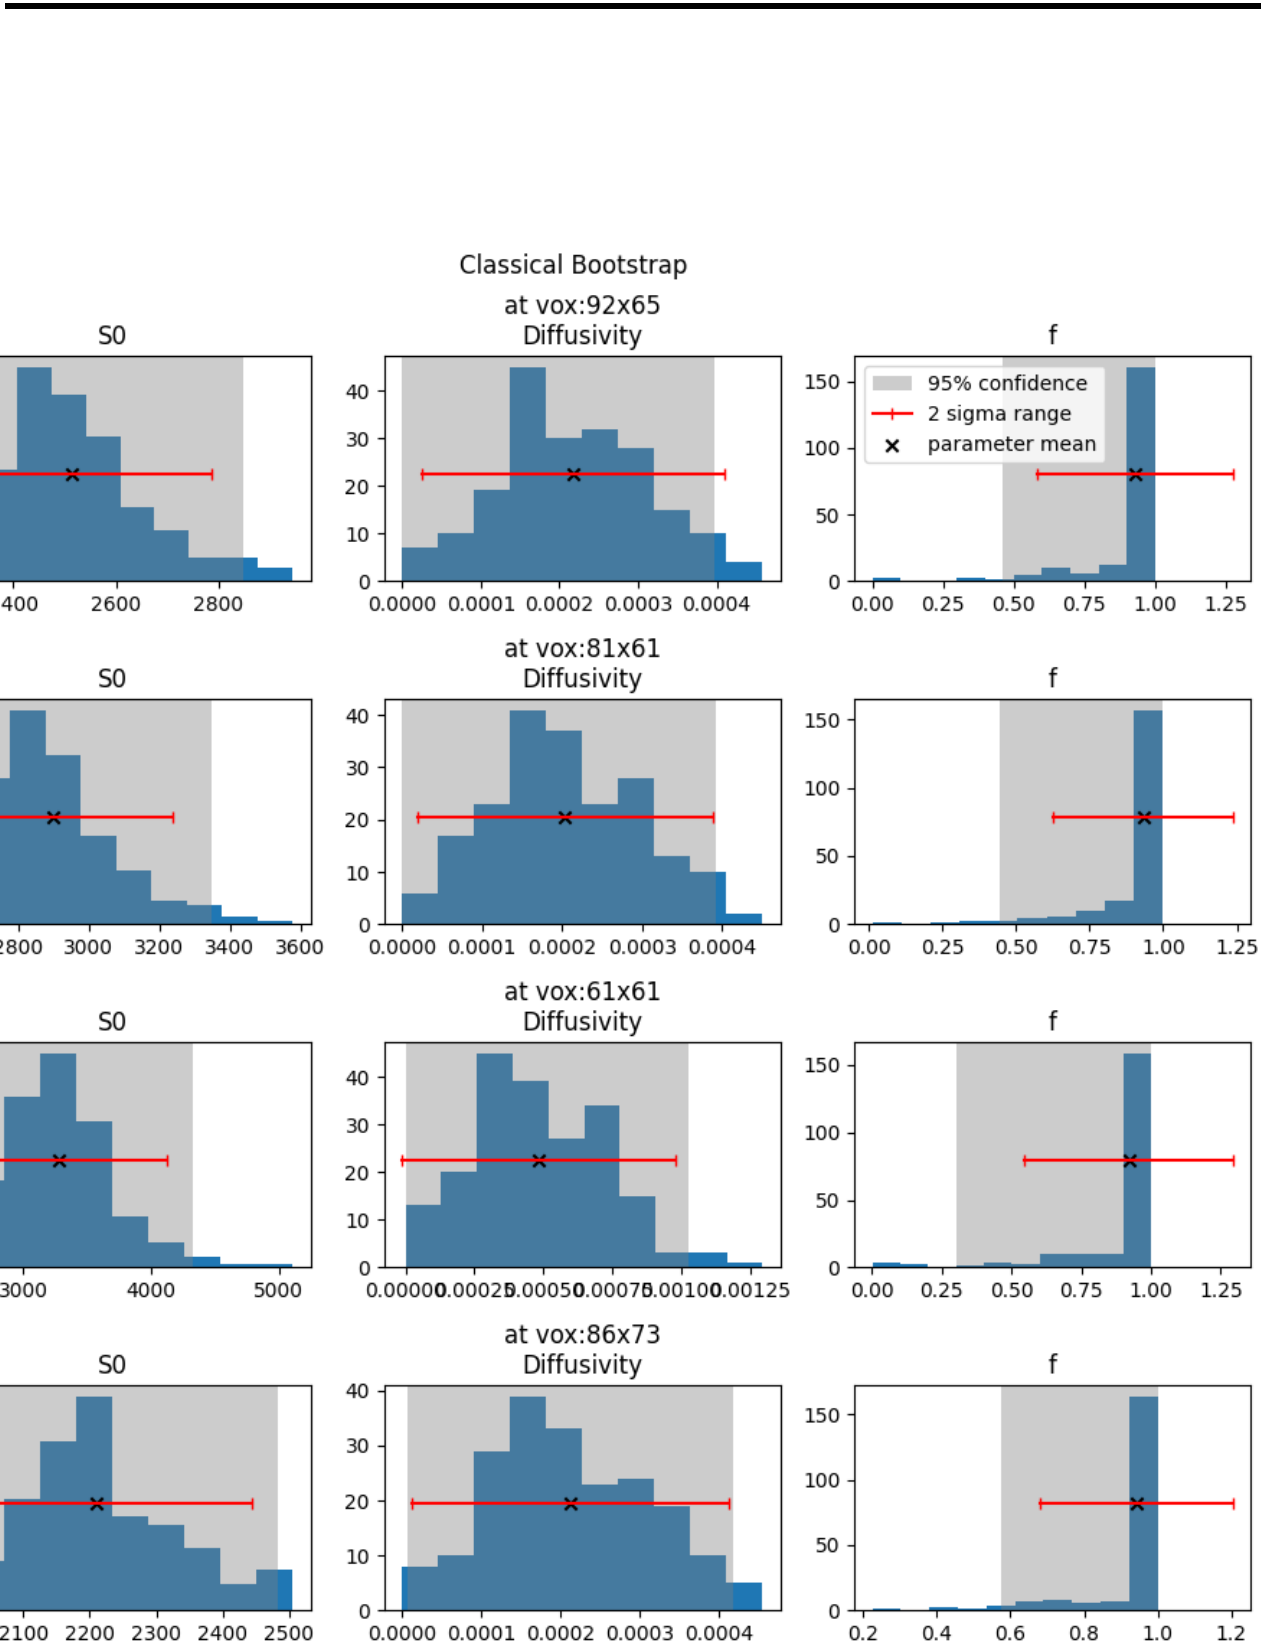 Classical Bootstrap
at vox:92x65
S0 Diffusivity f
150 100 50 0
95% confidence
2 sigma range
parameter mean
40 30 20 10 0
400 2600 2800
0.0000 0.0001 0.0002 0.0003 0.0004
0.00 0.25 0.50 0.75 1.00 1.25
at vox:81x61
S0 Diffusivity f
40 30 20 10 0
150 100 50 0
2800 3000 3200 3400 3600
0.0000 0.0001 0.0002 0.0003 0.0004
0.00 0.25 0.50 0.75 1.00 1.25
at vox:61x61
S0 Diffusivity f
40 30 20 10 0
150 100 50 0
3000 4000 5000
0.00000 0.00025 0.00050 0.00075 0.00100 0.00125
0.00 0.25 0.50 0.75 1.00 1.25
at vox:86x73
S0 Diffusivity f
40 30 20 10 0
150 100 50 0
2100 2200 2300 2400 2500
0.0000 0.0001 0.0002 0.0003 0.0004
0.2 0.4 0.6 0.8 1.0 1.2